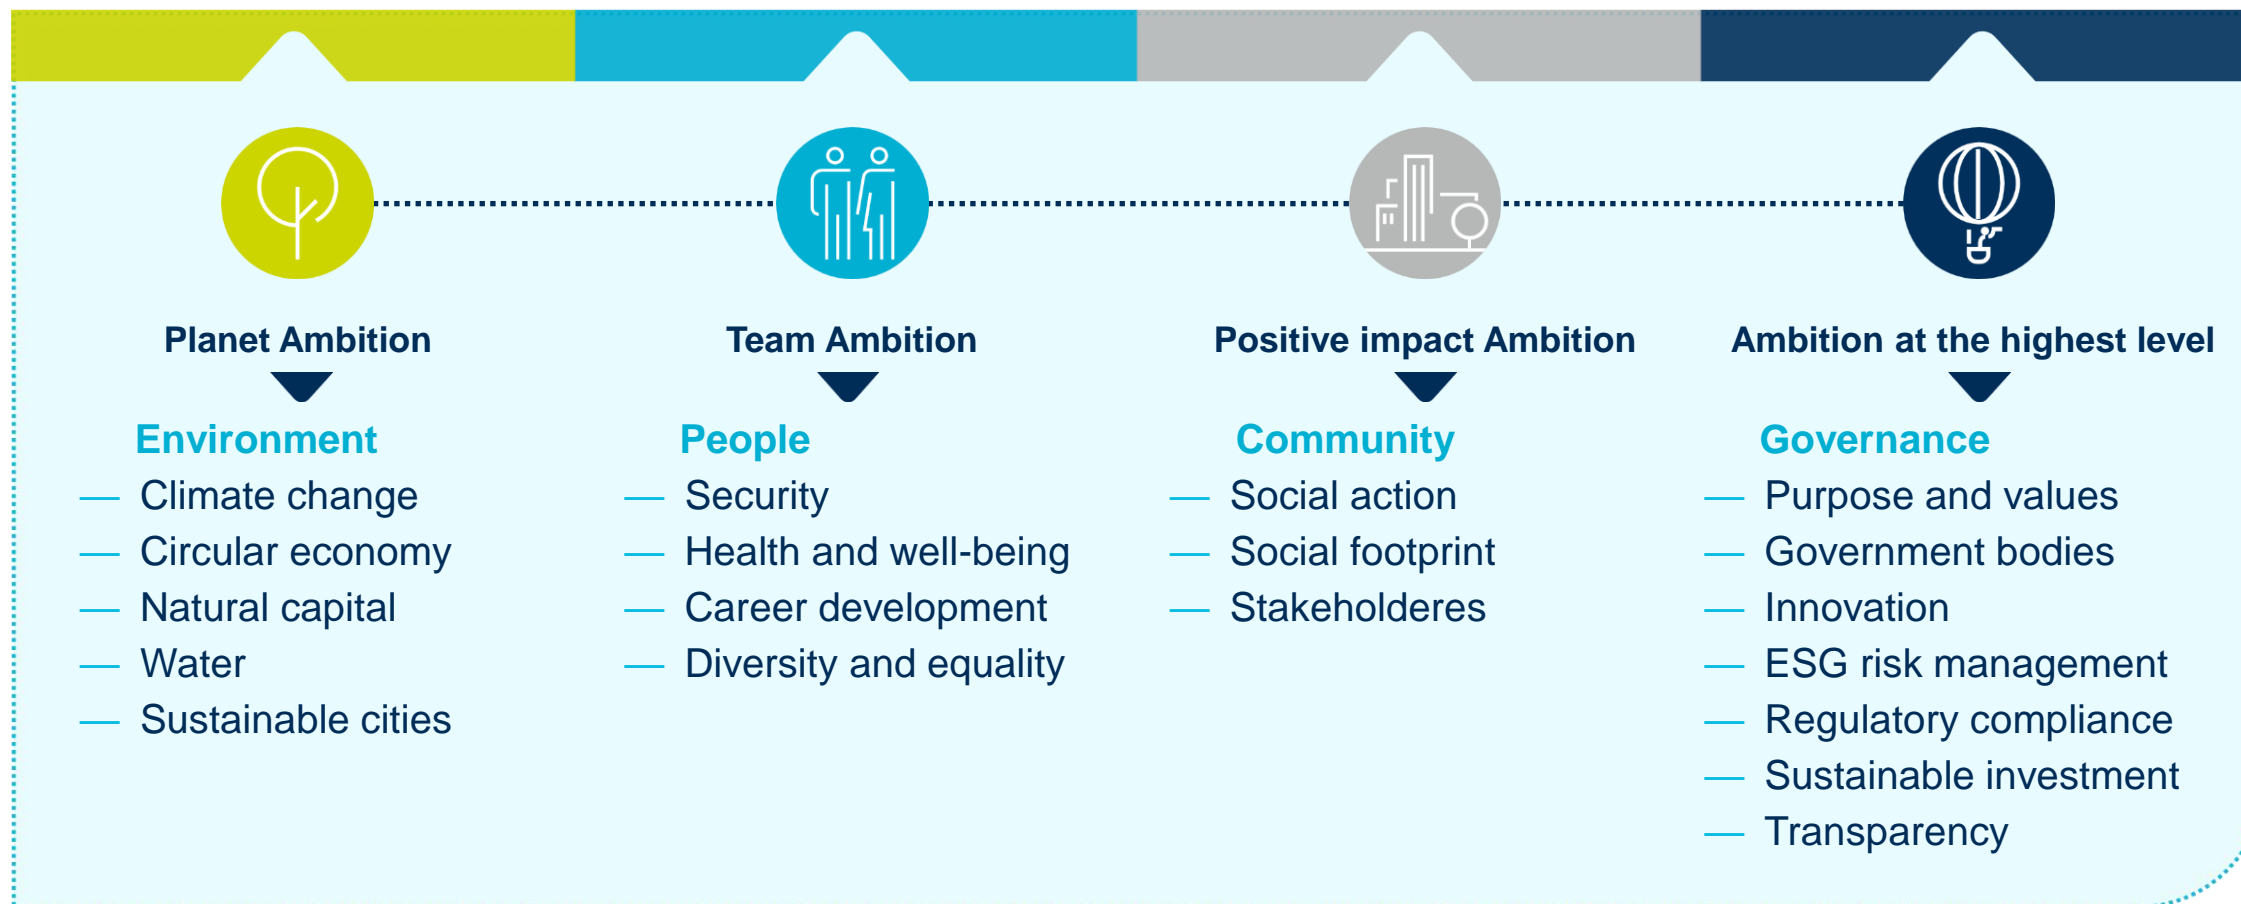 Planet Ambition
Environment
— Climate change
— Circular economy
— Natural capital
— Water
— Sustainable cities
Team Ambition
People
— Security
— Health and well-being
— Career development
— Diversity and equality
Positive impact Ambition
Community
— Social action
— Social footprint
— Stakeholderes
Ambition at the highest level
Governance
— Purpose and values
— Government bodies
— Innovation
— ESG risk management
— Regulatory compliance
— Sustainable investment
— Transparency